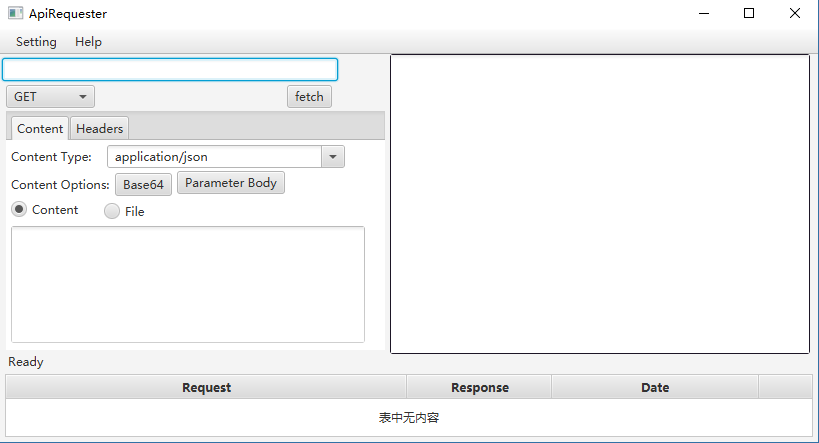 ApiRequester
Setting Help
GET fetch
Content Headers
Content Type: application/json
Content Options: Base64 Parameter Body
Content File
Ready
Request Response Date
表中无内容